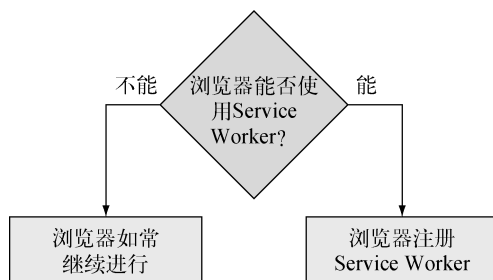 浏览器能否使
用Service
Worker?
不能
能
浏览器如常
继续进行
浏览器注册
Service Worker